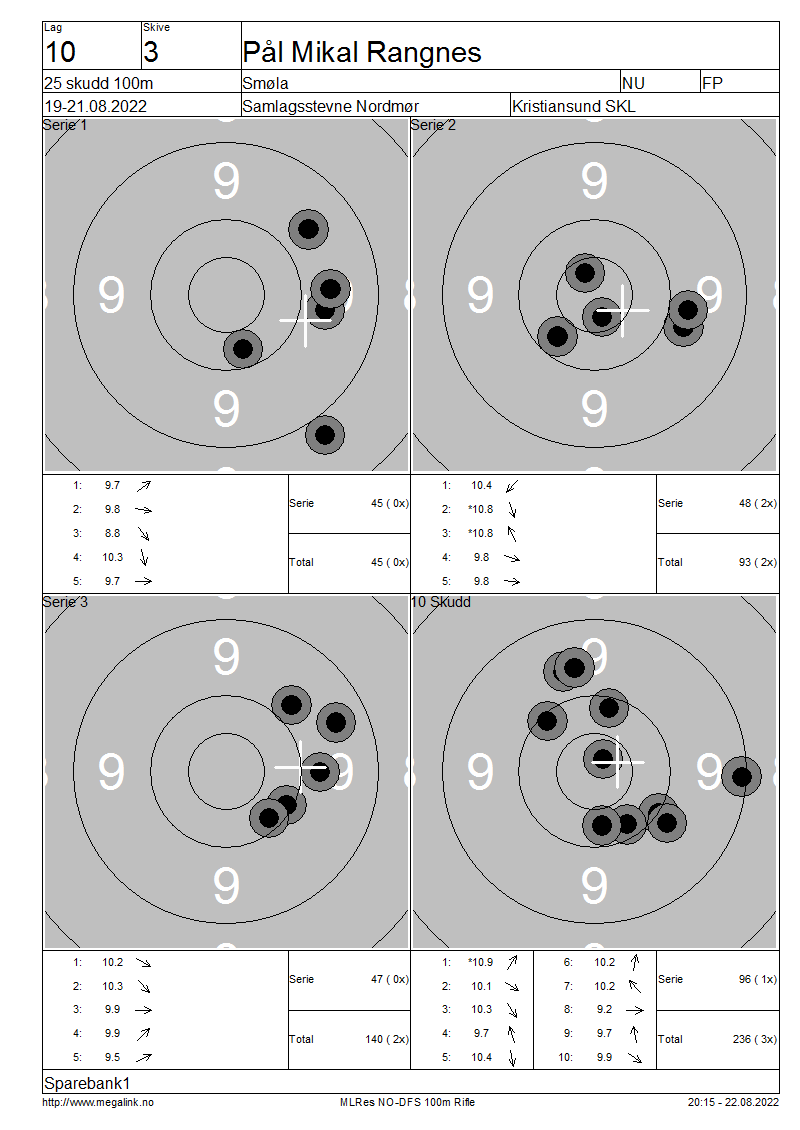 Lag Skive
10 3 Pål Mikal Rangnes
25 skudd 100m Smøla NU FP
19-21.08.2022 Samlagsstevne Nordmør Kristiansund SKL
Serie 1 Serie 2
9 9
9 9 8 9 9 8
9 9
1: 9.7 1: 10.4
2: 9.8 Serie 45 ( 0x) 2: *10.8 Serie 48 ( 2x)
3: 8.8 3: *10.8
4: 10.3 Total 45 ( 0x) 4: 9.8 Total 93 ( 2x)
5: 9.7 5: 9.8
Serie 3 10 Skudd
9 9
9 9 8 9 9 8
9 9
1: 10.2 1: *10.9 6: 10.2
2: 10.3 Serie 47 ( 0x) 2: 10.1 7: 10.2 Serie 96 ( 1x)
3: 9.9 3: 10.3 8: 9.2
4: 9.9 Total 140 ( 2x) 4: 9.7 9: 9.7 Total 236 ( 3x)
5: 9.5 5: 10.4 10: 9.9
Sparebank1
http://www.megalink.no MLRes NO-DFS 100m Rifle 20:15 - 22.08.2022